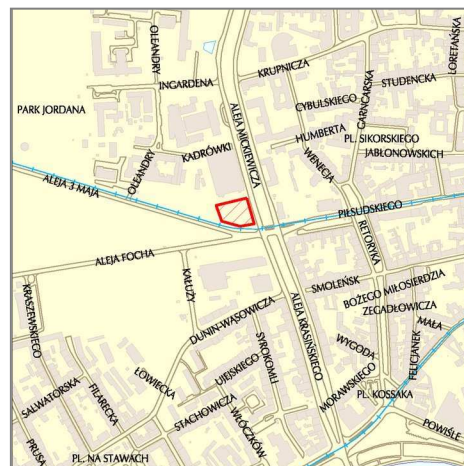 OLEANDRY
LORETAŃSKA
KRUPNICZA
STUDENCKA
INGARDENA
GARNCARSKA
CYBULSKIEGO
PARK JORDANA
ALEJA MICKIEWICZA
HUMBERTA
PL. SIKORSKIEGO
KADRÓWKI
WENECJA
JABŁONOWSKICH
ALEJA 3 MAJA
OLEANDRY
PIŁSUDSKIEGO
RETORYKA
ALEJA FOCHA
KAŁUŻY
SMOLEŃSK
BOŻEGO MIŁOSIERDZIA
KRASZEWSKIEGO
ALEJA KRASIŃSKIEGO
ZEGADŁOWICZA
DUNIN-WASOWICZA
MAŁA
SYROKOMLI
WYGODA
FELICJANEK
UJEJSKIEGO
ŁOWIECKA
MORAWSKIEGO
SALWATORSKA
FILARECKA
PL. KOSSAKA
STACHOWICZA
WŁÓCZKÓW
POWIŚLE
PRUSA
PL. NA STAWACH